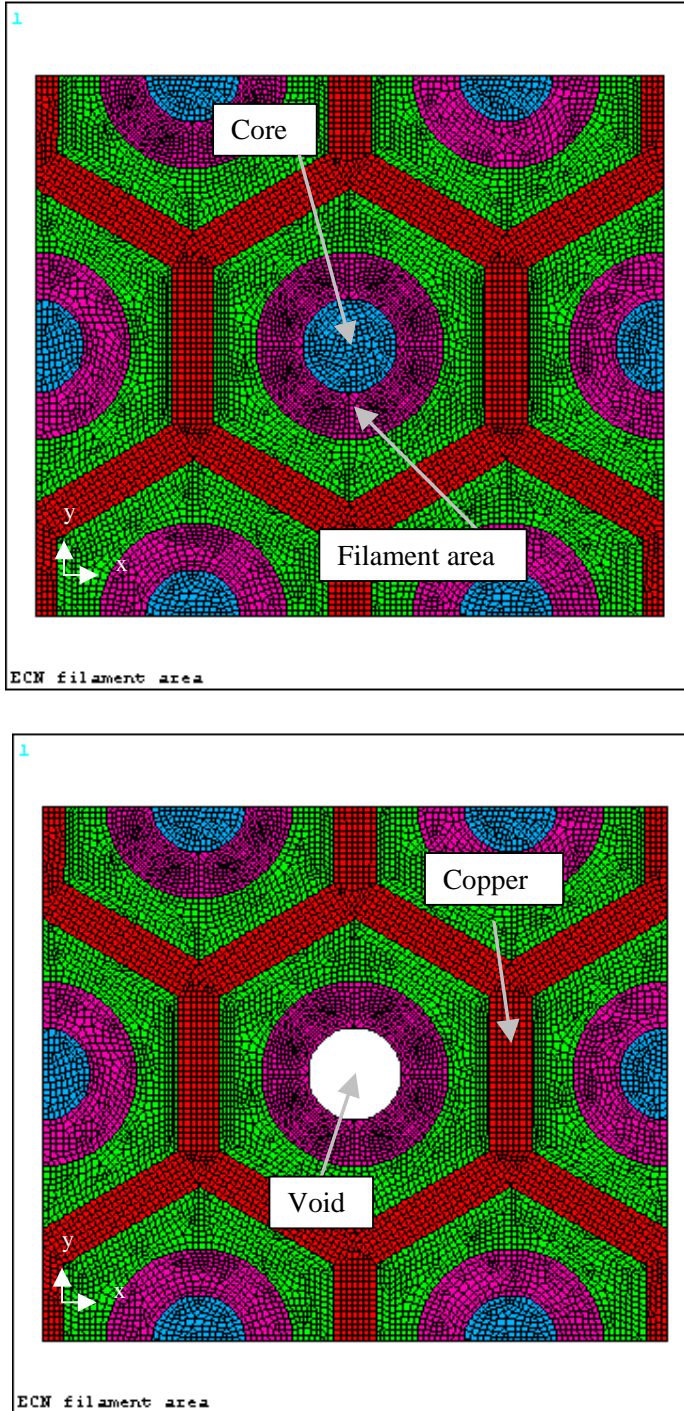 1
Core
Filament area
y
x
ECN filament area
1
Copper
Void
y
x
ECN filament area